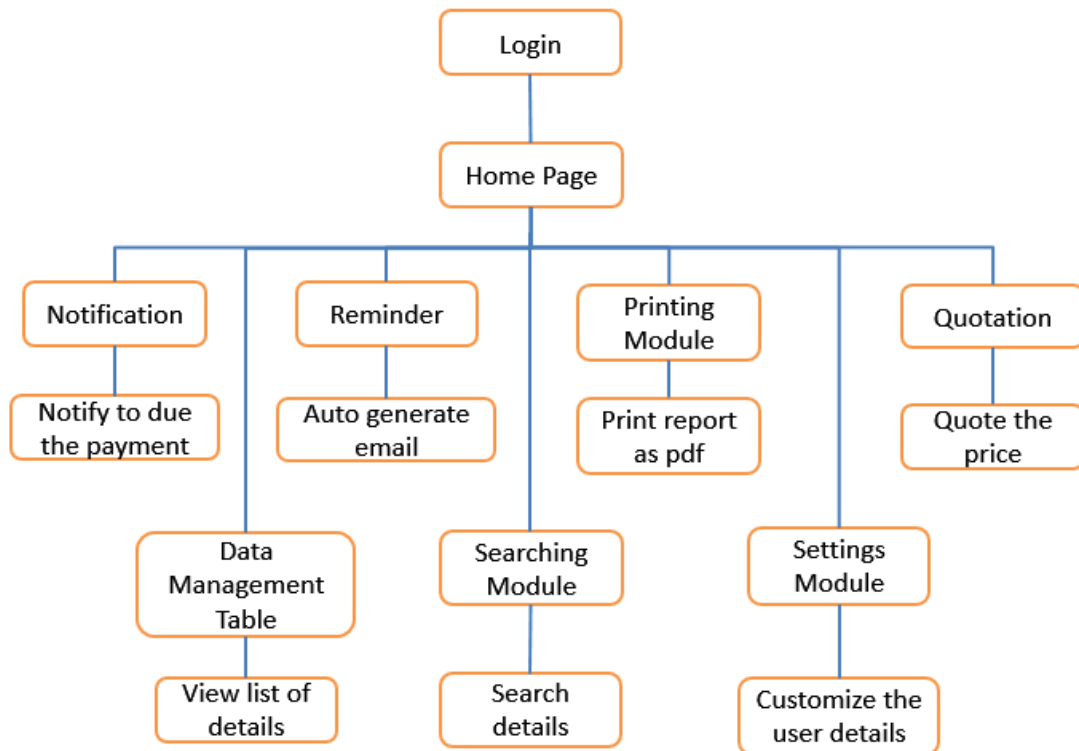 Login
Home Page
Notification
Reminder
Printing
Module
Quotation
Notify to due
the payment
Auto generate
email
Print report
as pdf
Quote the
price
Data
Management
Table
Searching
Module
Settings
Module
View list of
details
Search
details
Customize the
user details